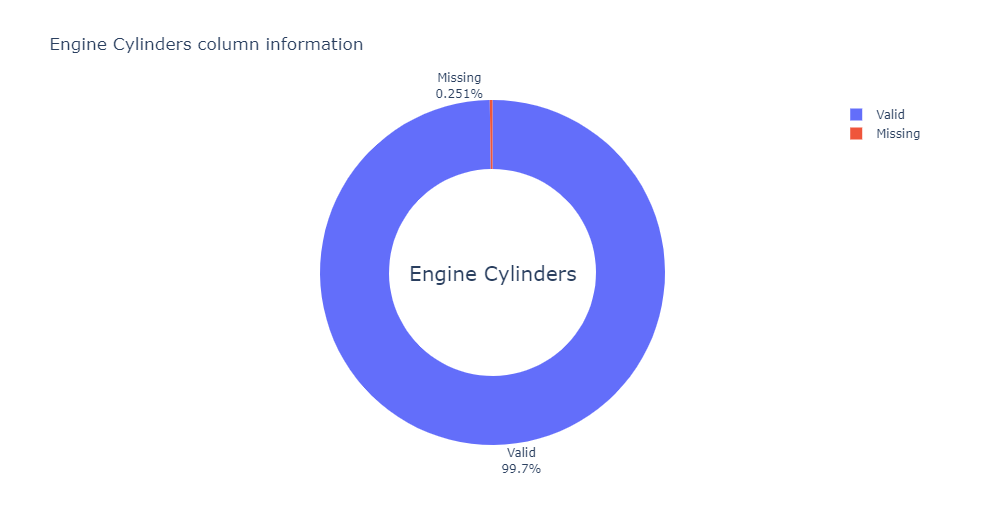 Engine Cylinders column information
Missing
0.251%
Valid
Missing
Engine Cylinders
Valid
99.7%